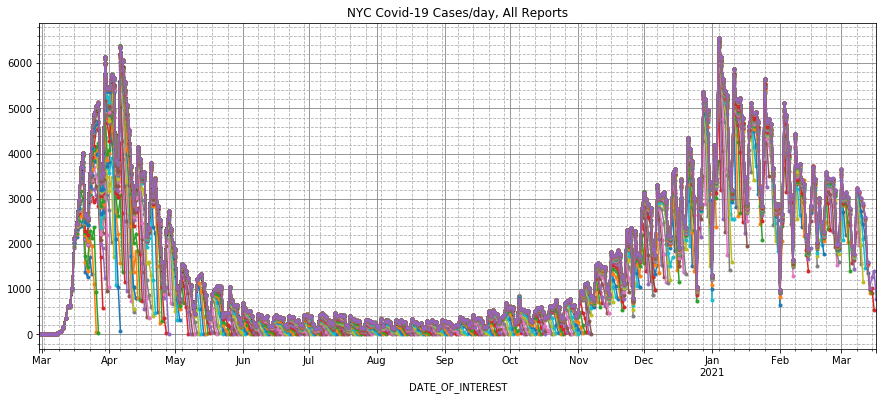 NYC Covid-19 Cases/day, All Reports
6000
5000
4000
3000
2000
1000
0
Mar Apr May Jun Jul Aug Sep Oct Nov Dec Jan Feb Mar
2021
DATE_OF_INTEREST